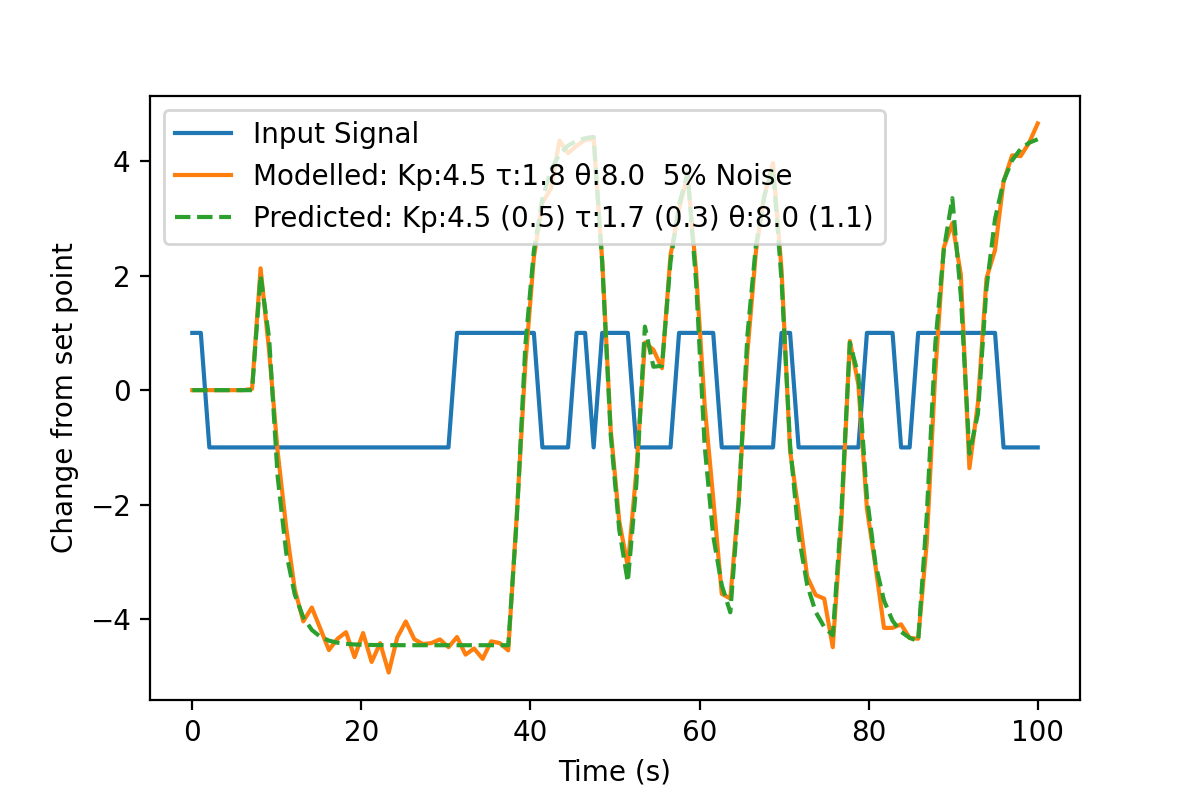 Input Signal
Modelled: Kp:4.5 τ:1.8 θ:8.0  5% Noise
Predicted: Kp:4.5 (0.5) τ:1.7 (0.3) θ:8.0 (1.1)
Change from set point
4
2
0
−2
−4
0 20 40 60 80 100
Time (s)